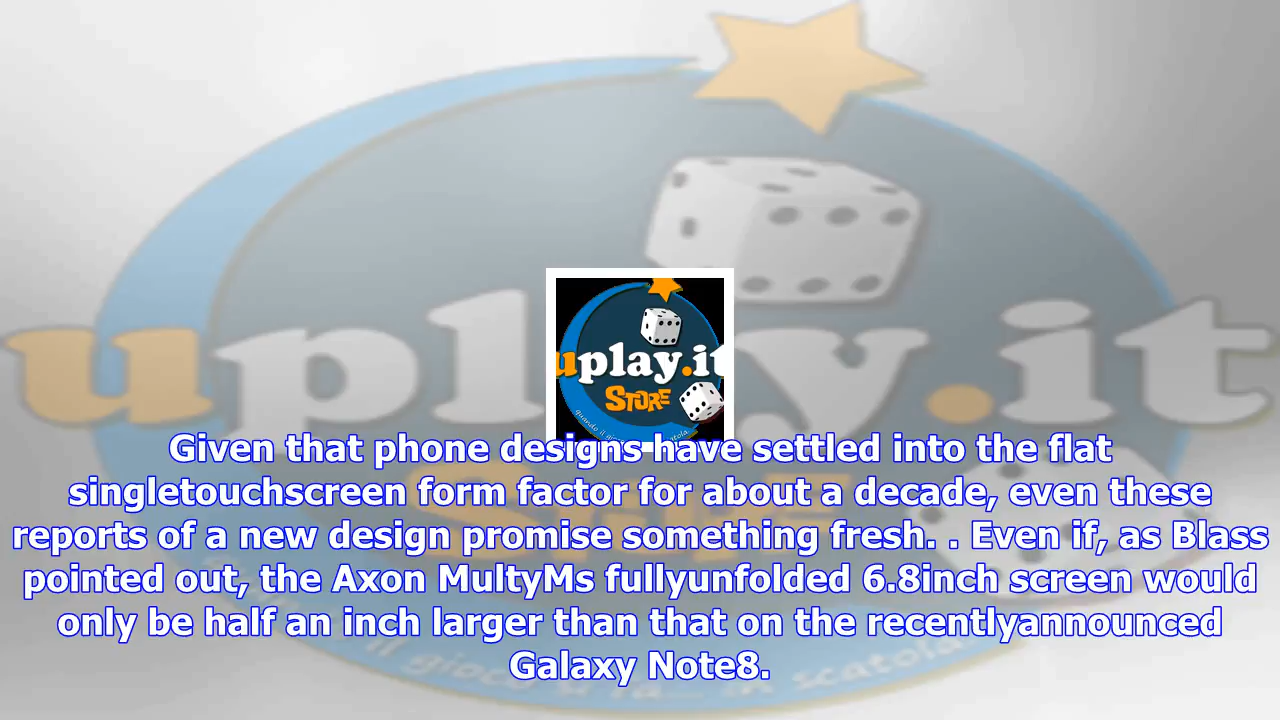 uplay.it
uplay.it
STORE
Given that phone designs have settled into the flat
singletouchscreen form factor for about a decade, even these
reports of a new design promise something fresh. . Even if, as Blass
pointed out, the Axon MultyMs fullyunfolded 6.8inch screen would
only be half an inch larger than that on the recentlyannounced
Galaxy Note8.